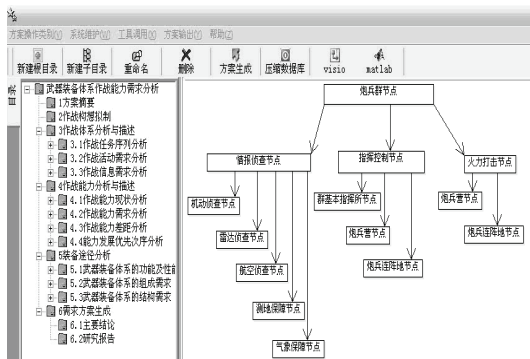 方案操作类别(V) 系统维护(W) 工具调用(X) 方案输出(Y) 帮助(Z)
新建根目录 新建子目录 重命名 删除 方案生成 压缩数据库 visio matlab
武器装备体系作战能力需求分析
1方案摘要
2作战构想拟制
3作战体系分析与描述
3.1作战任务序列分析
3.2作战活动需求分析
3.3作战信息需求分析
4作战能力分析与描述
4.1作战能力现状分析
4.2作战能力需求分析
4.3作战能力差距分析
4.4能力发展优先次序分析
5装备途径分析
5.1武器装备体系的功能及性能
5.2武器装备体系的组成需求
5.3武器装备体系的结构需求
6需求方案生成
6.1主要结论
6.2研究报告
炮兵群节点
情报侦查节点
指挥控制节点
火力打击节点
机动侦查节点
群基本指挥所节点
炮兵营节点
雷达侦查节点
炮兵营节点
炮兵连阵地节点
航空侦查节点
炮兵连阵地节点
测地保障节点
气象保障节点